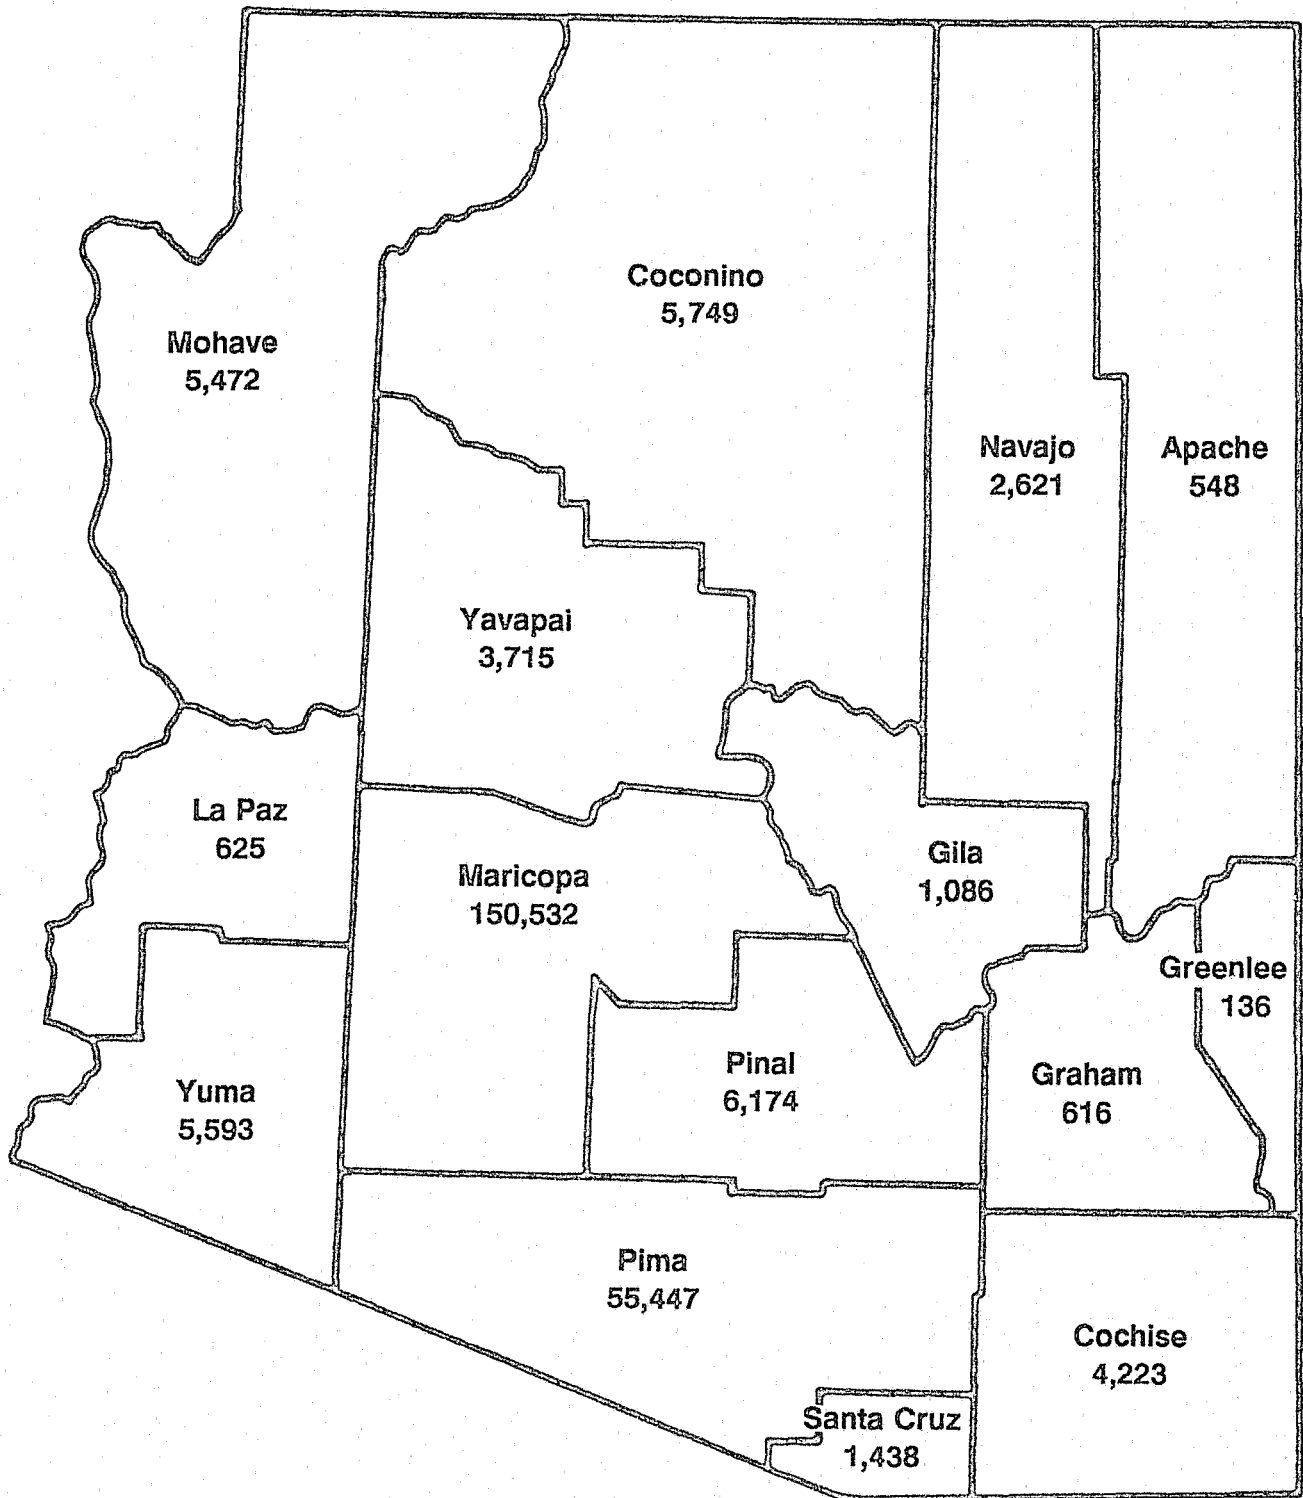 Coconino
5,749
Mohave
5,472
Navajo
2,621
Apache
548
Yavapai
3,715
La Paz
625
Maricopa
150,532
Gila
1,086
Greenlee
136
Pinal
6,174
Graham
616
Yuma
5,593
Pima
55,447
Cochise
4,223
Santa Cruz
1,438